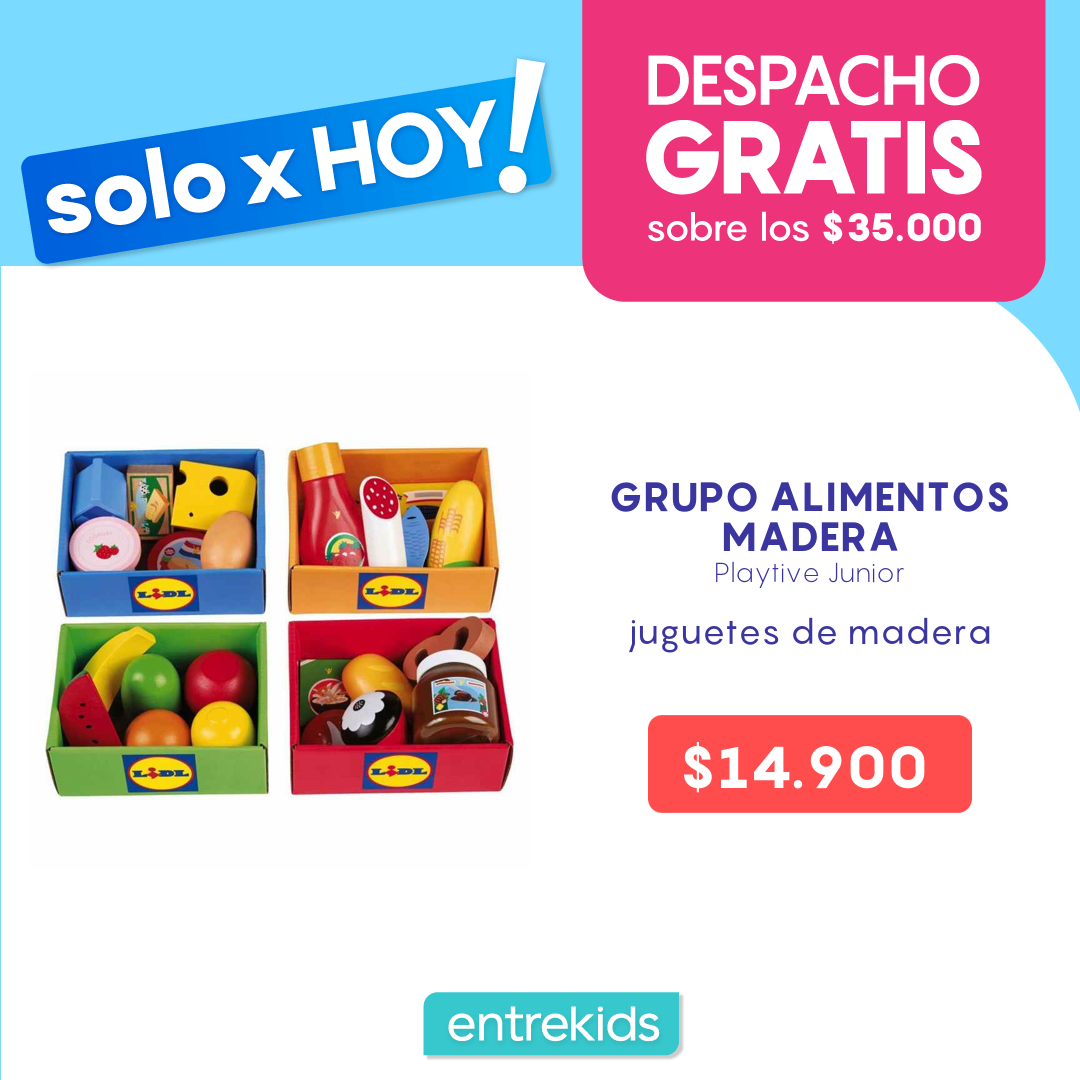 solo x HOY!
DESPACHO
GRATIS
sobre los $35.000
LIDL
LIDL
LIDL
LIDL
GRUPO ALIMENTOS
MADERA
Playtive Junior
juguetes de madera
$14.900
entrekids